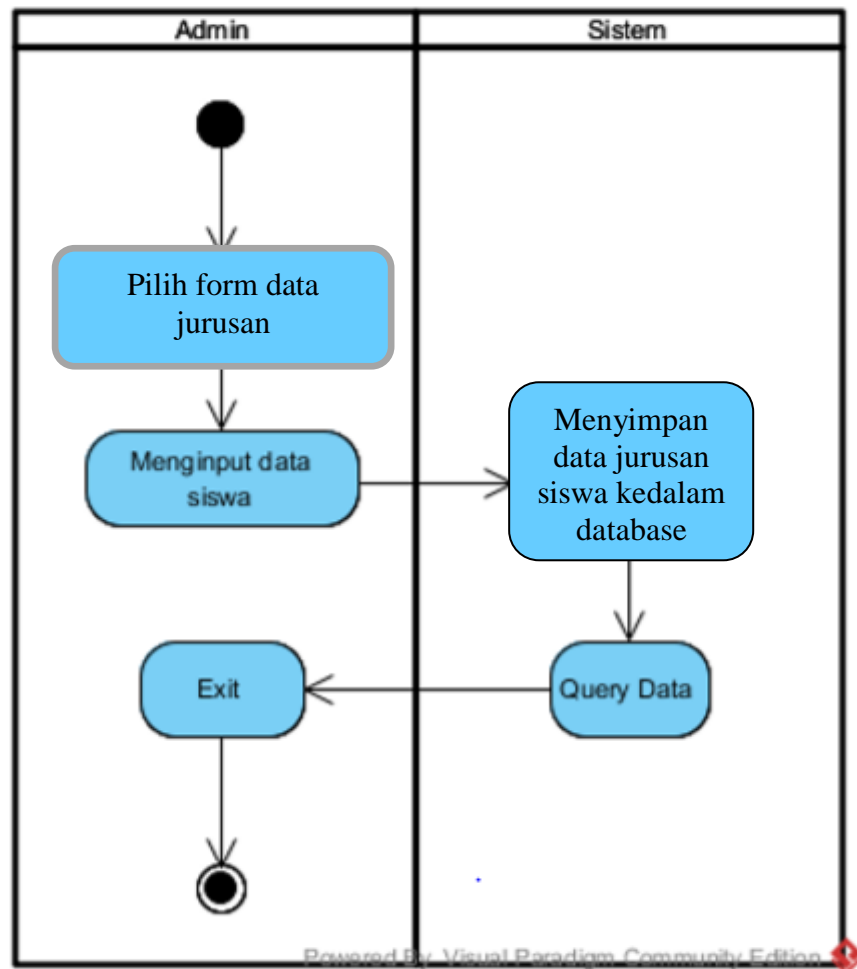 Admin
Sistem
Pilih form data
jurusan
Menginput data
siswa
Menyimpan
data jurusan
siswa kedalam
database
Query Data
Exit
Powered By Visual Paradigm Community Edition